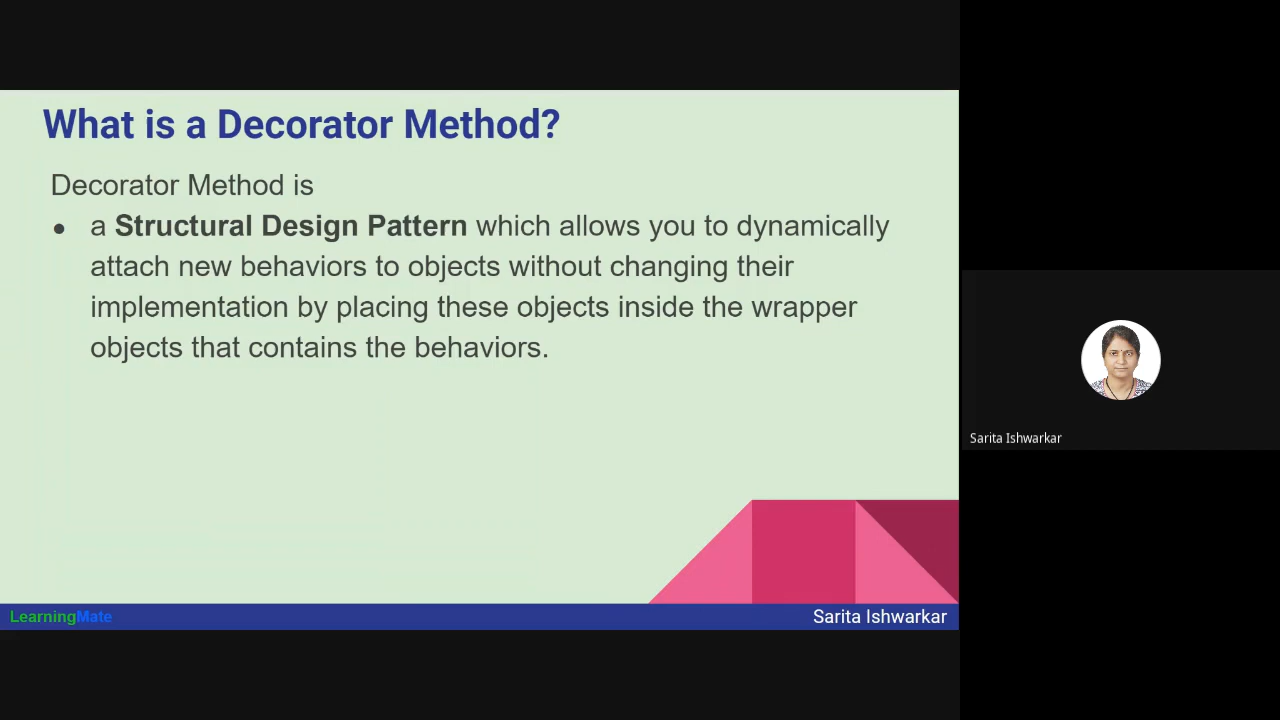 What is a Decorator Method?
Decorator Method is
● a Structural Design Pattern which allows you to dynamically
attach new behaviors to objects without changing their
implementation by placing these objects inside the wrapper
objects that contains the behaviors.
Sarita Ishwarkar
LearningMate
Sarita Ishwarkar